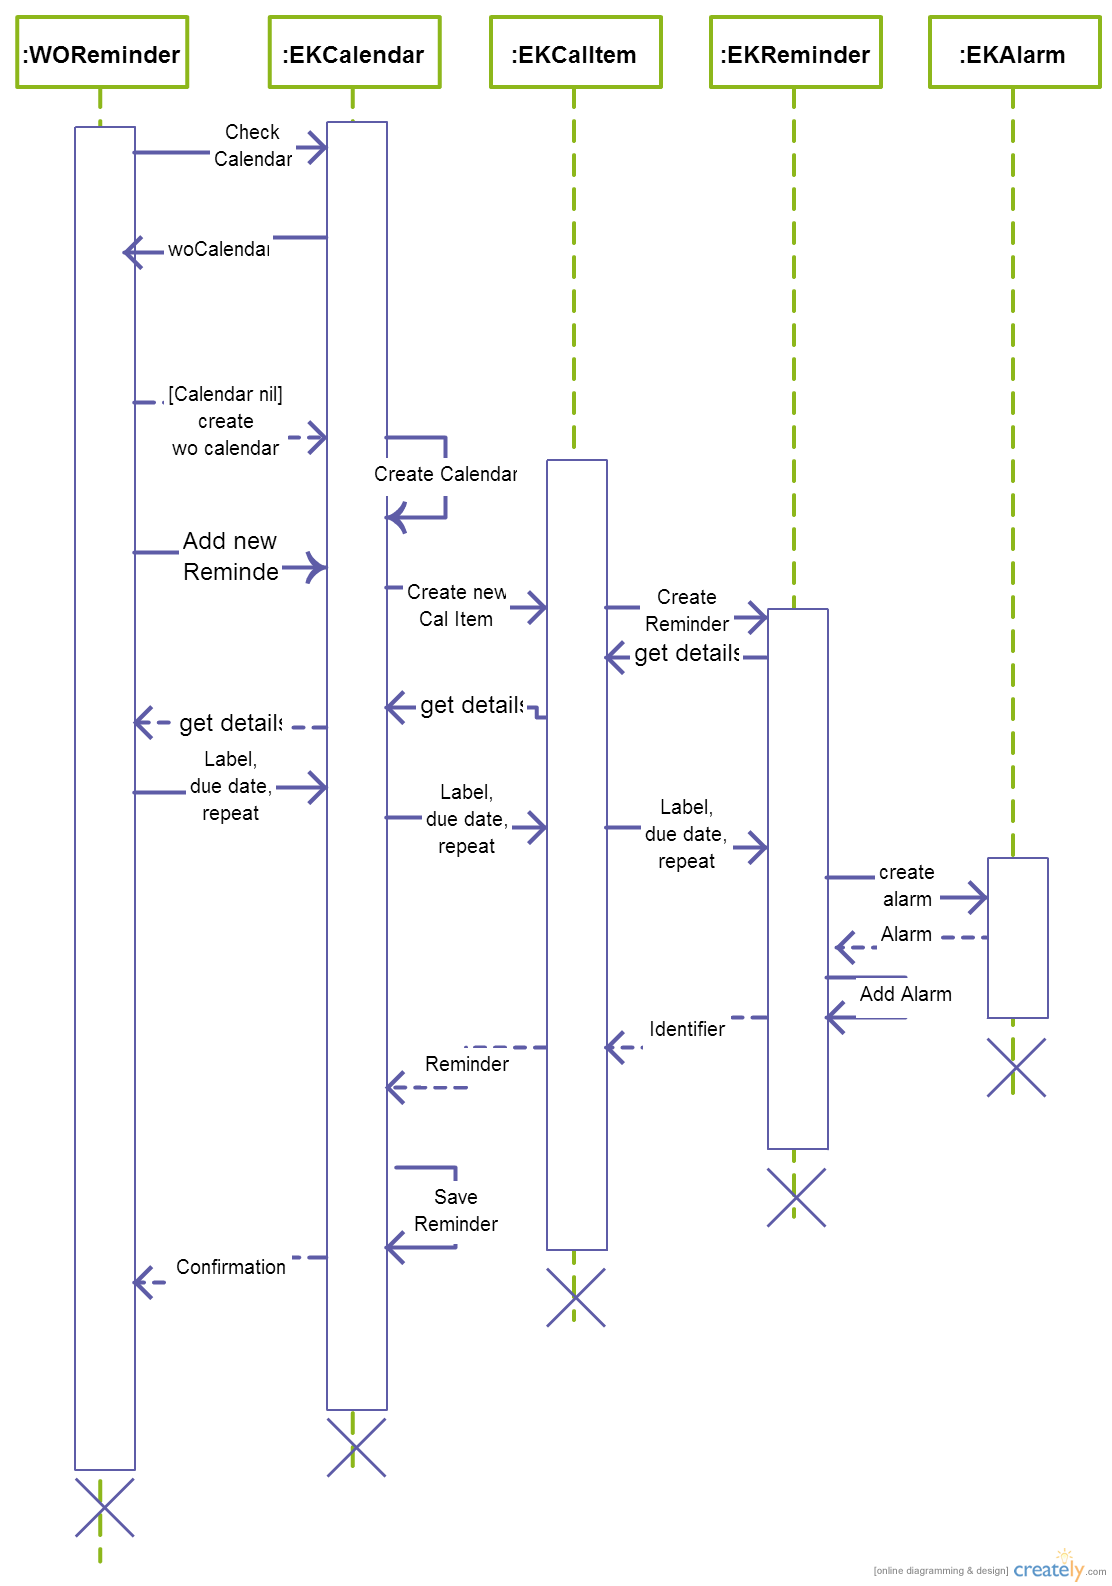 :WOReminder
:EKCalendar
:EKCalItem
:EKReminder
:EKAlarm
Check
Calendar
woCalendar
[Calendar nil]
create
wo calendar
Create Calendar
Add new
Reminde
Create new
Cal Item
Create
Reminder
get details
get details
get details
Label,
due date,
repeat
Label,
due date,
repeat
Label,
due date,
repeat
create
alarm
Alarm
Add Alarm
Identifier
Reminder
Save
Reminder
Confirmation
[online diagramming & design] creately.com